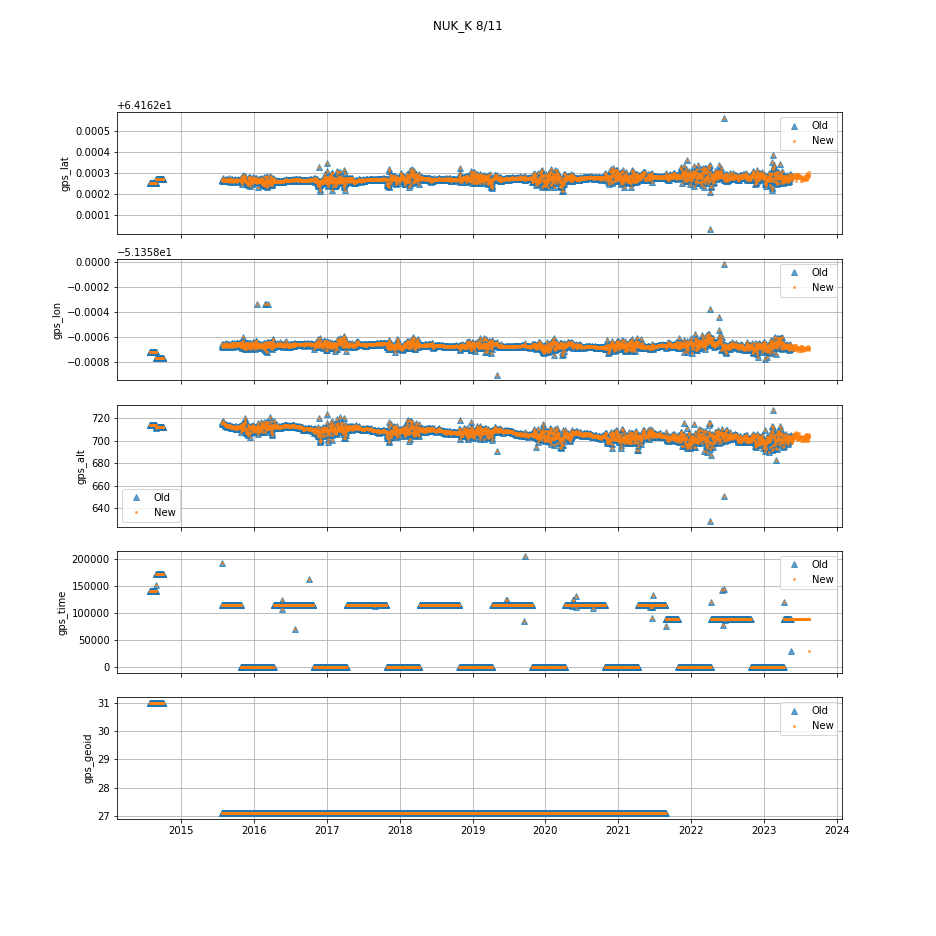 NUK_K 8/11
+6.4162e1
0.0005
0.0004
0.0003
0.0002
0.0001
gps_lat
Old
New
−5.1358e1
0.0000
−0.0002
−0.0004
−0.0006
−0.0008
gps_lon
Old
New
720
700
680
660
640
gps_alt
Old
New
200000
150000
100000
50000
0
gps_time
Old
New
31
30
29
28
27
gps_geoid
Old
New
2015 2016 2017 2018 2019 2020 2021 2022 2023 2024